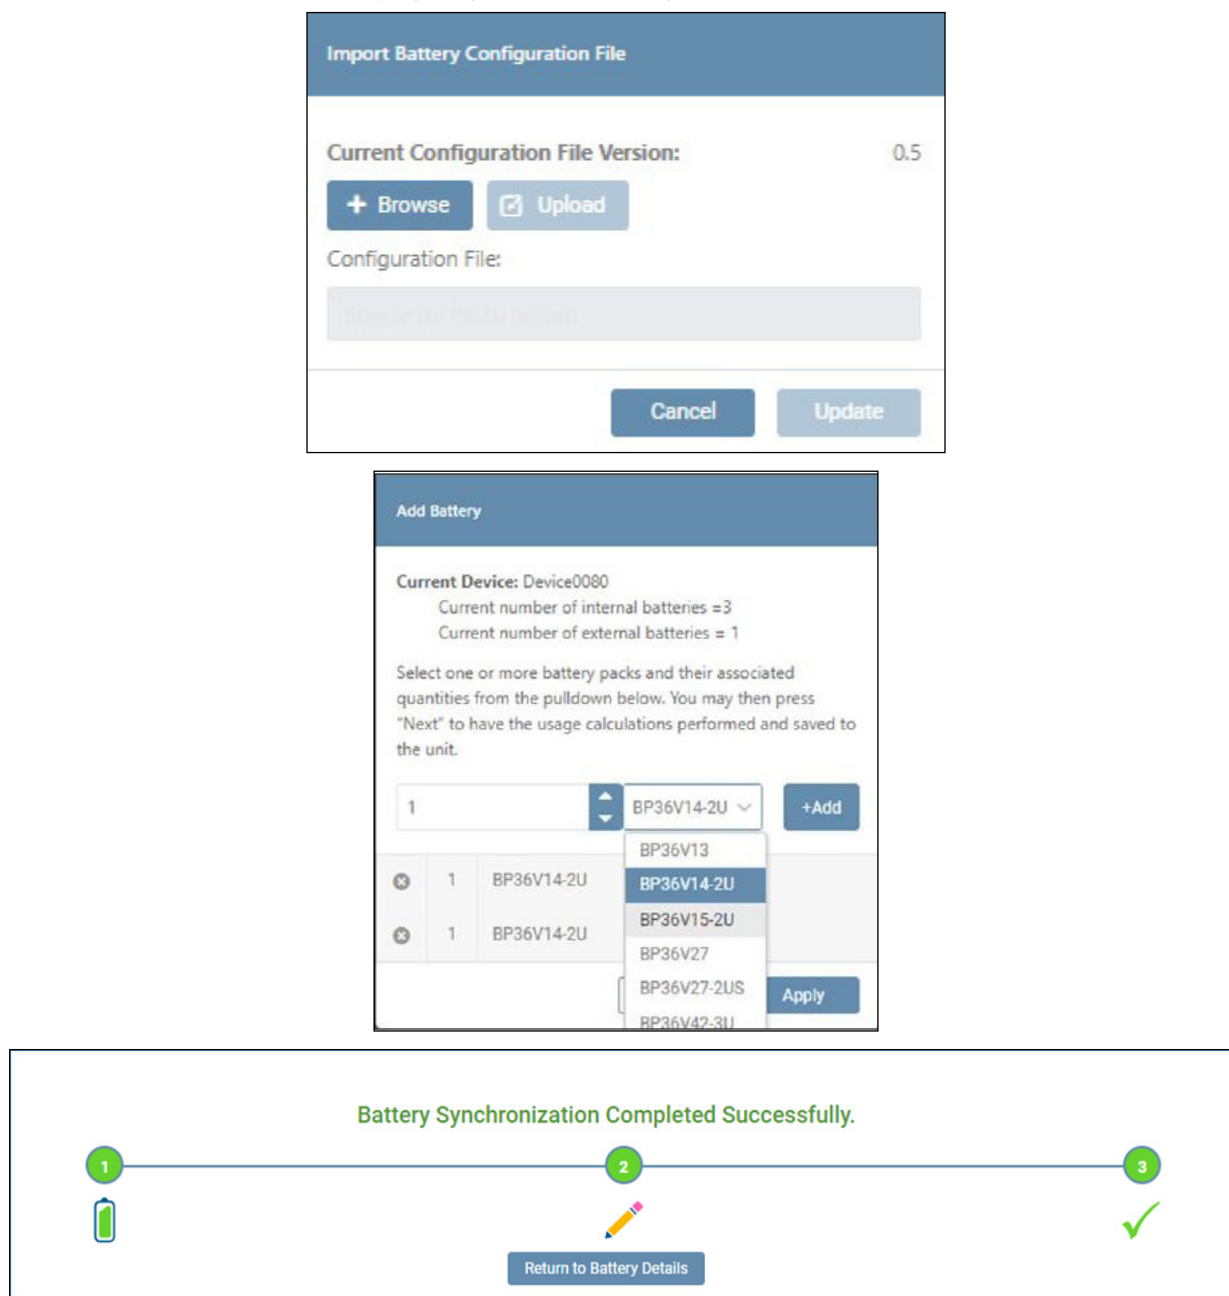 Import Battery Configuration File
Current Configuration File Version: 0.5
+ Browse Upload
Configuration File:
Cancel Update
Add Battery
Current Device: Device0080
Current number of internal batteries =3
Current number of external batteries = 1
Select one or more battery packs and their associated
quantities from the pulldown below. You may then press
"Next" to have the usage calculations performed and saved to
the unit.
1 BP36V14-2U +Add
BP36V13
1 BP36V14-2U BP36V14-2U
BP36V15-2U
1 BP36V14-2U
BP36V27
BP36V27-2US Apply
BP36V42-3U
Battery Synchronization Completed Successfully.
1 2 3
Return to Battery Details